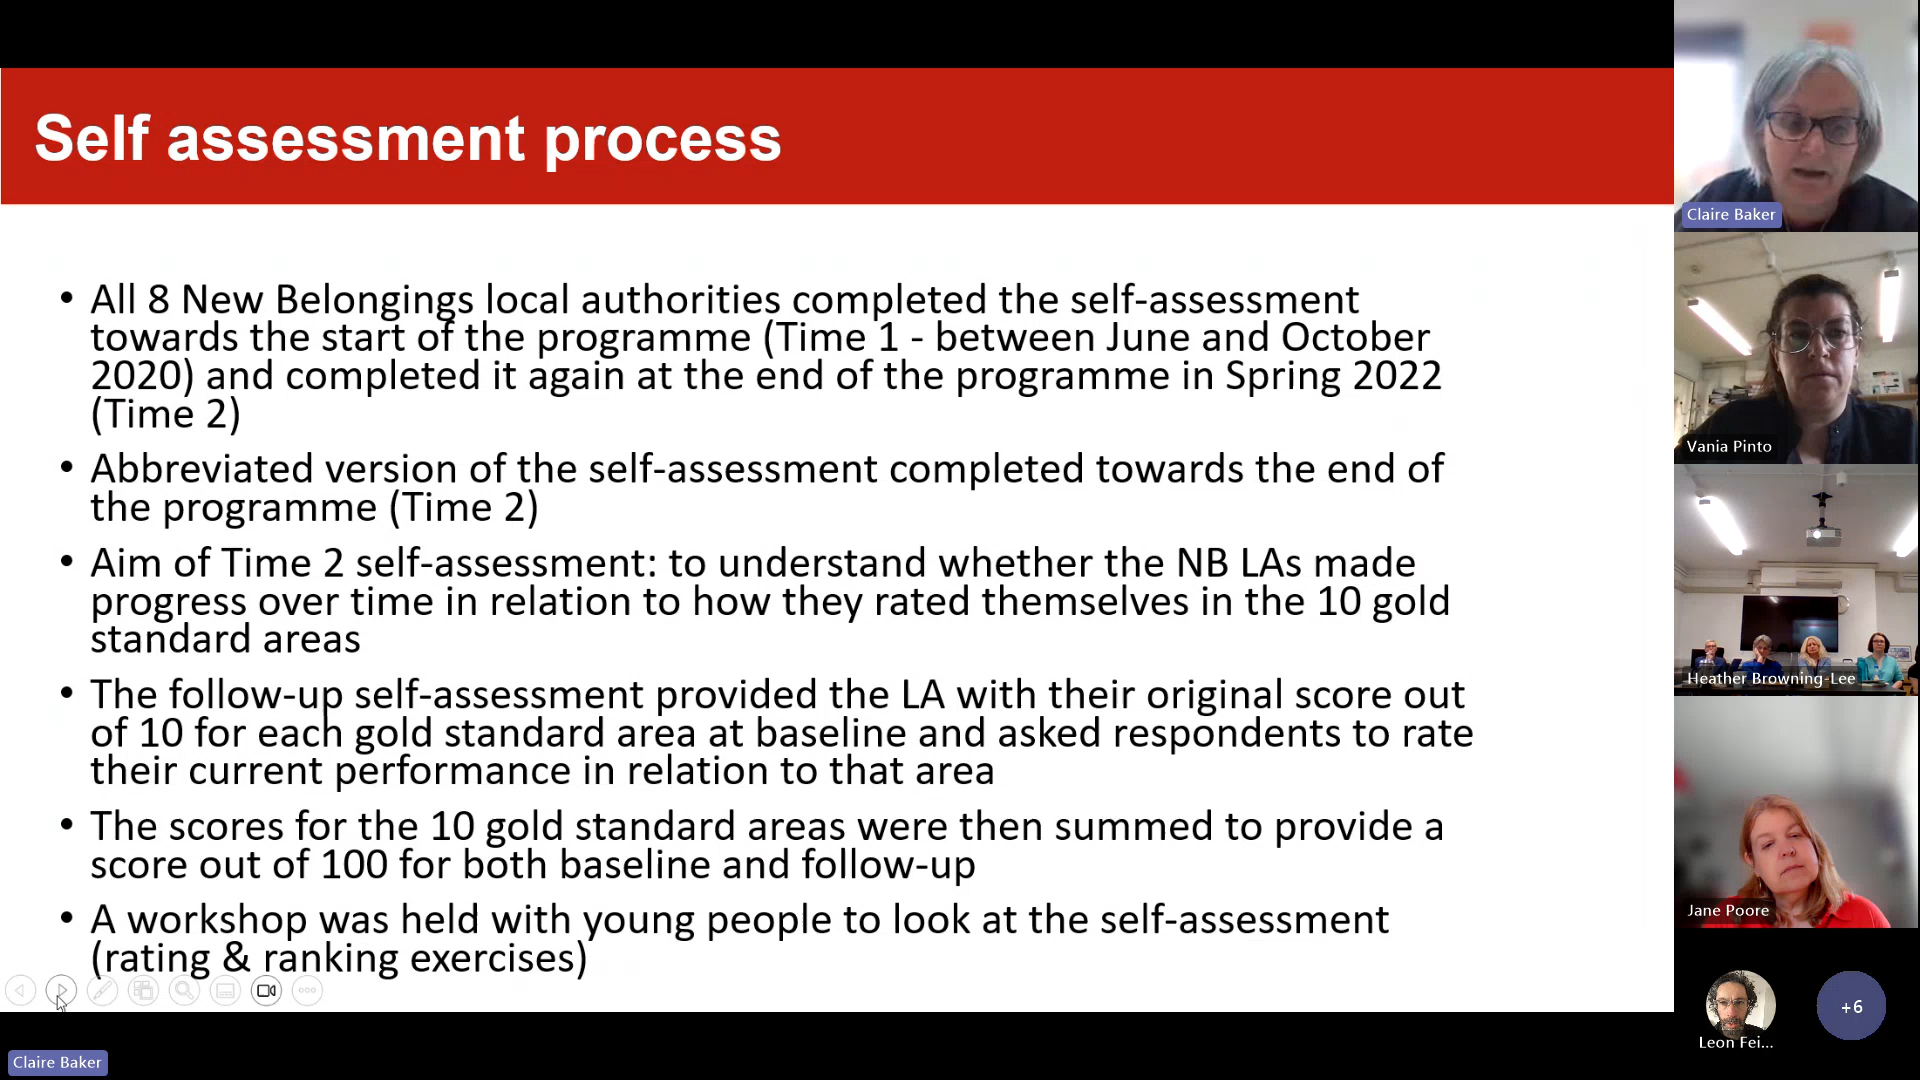 Self assessment process
• All 8 New Belongings local authorities completed the self-assessment
towards the start of the programme (Time 1 - between June and October
2020) and completed it again at the end of the programme in Spring 2022
(Time 2)
• Abbreviated version of the self-assessment completed towards the end of
the programme (Time 2)
• Aim of Time 2 self-assessment: to understand whether the NB LAs made
progress over time in relation to how they rated themselves in the 10 gold
standard areas
• The follow-up self-assessment provided the LA with their original score out
of 10 for each gold standard area at baseline and asked respondents to rate
their current performance in relation to that area
• The scores for the 10 gold standard areas were then summed to provide a
score out of 100 for both baseline and follow-up
• A workshop was held with young people to look at the self-assessment
(rating & ranking exercises)
Claire Baker
Claire Baker
Vania Pinto
Heather Browning-Lee
Jane Poore
Leon Fei...
+6